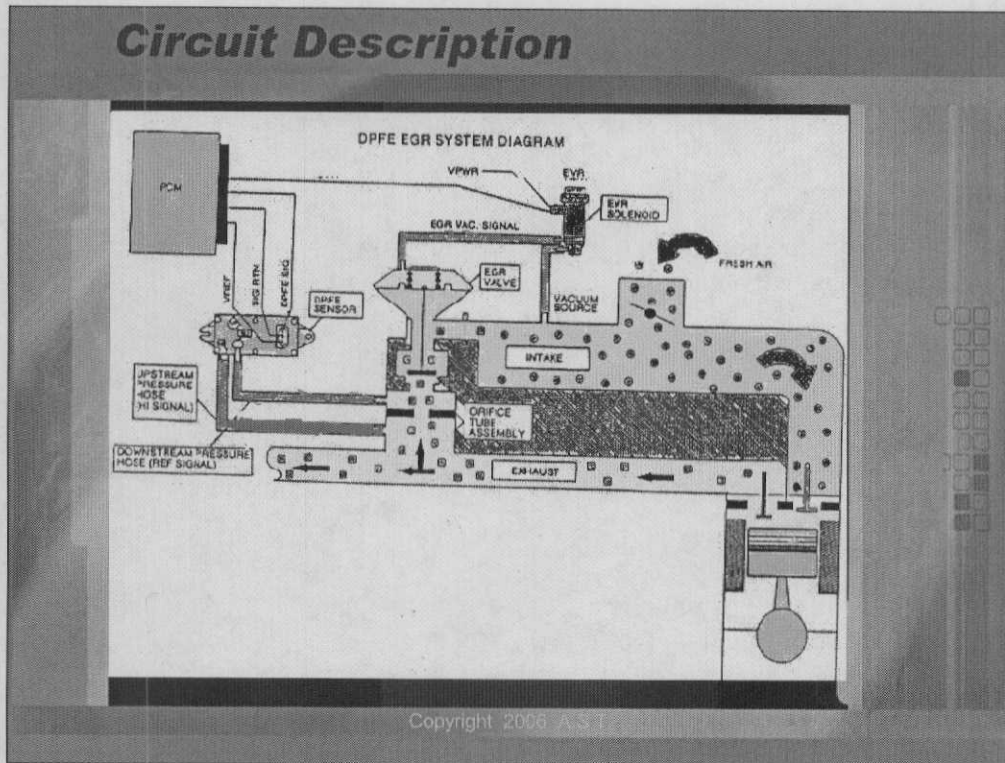 Circuit Description
DPFE EGR SYSTEM DIAGRAM
PCM
VPWR
EVR
EVR
SOLENOID
EGR VAC. SIGNAL
FRESH AIR
EGR
VALVE
VREF
SIG RTN
DPFE SIG
DPFE
SENSOR
VACUUM
SOURCE
INTAKE
UPSTREAM
PRESSURE
HOSE
(HI SIGNAL)
ORIFICE
TUBE
ASSEMBLY
DOWNSTREAM PRESSURE
HOSE (REF SIGNAL)
EXHAUST
Copyright 2006 A.S.T.